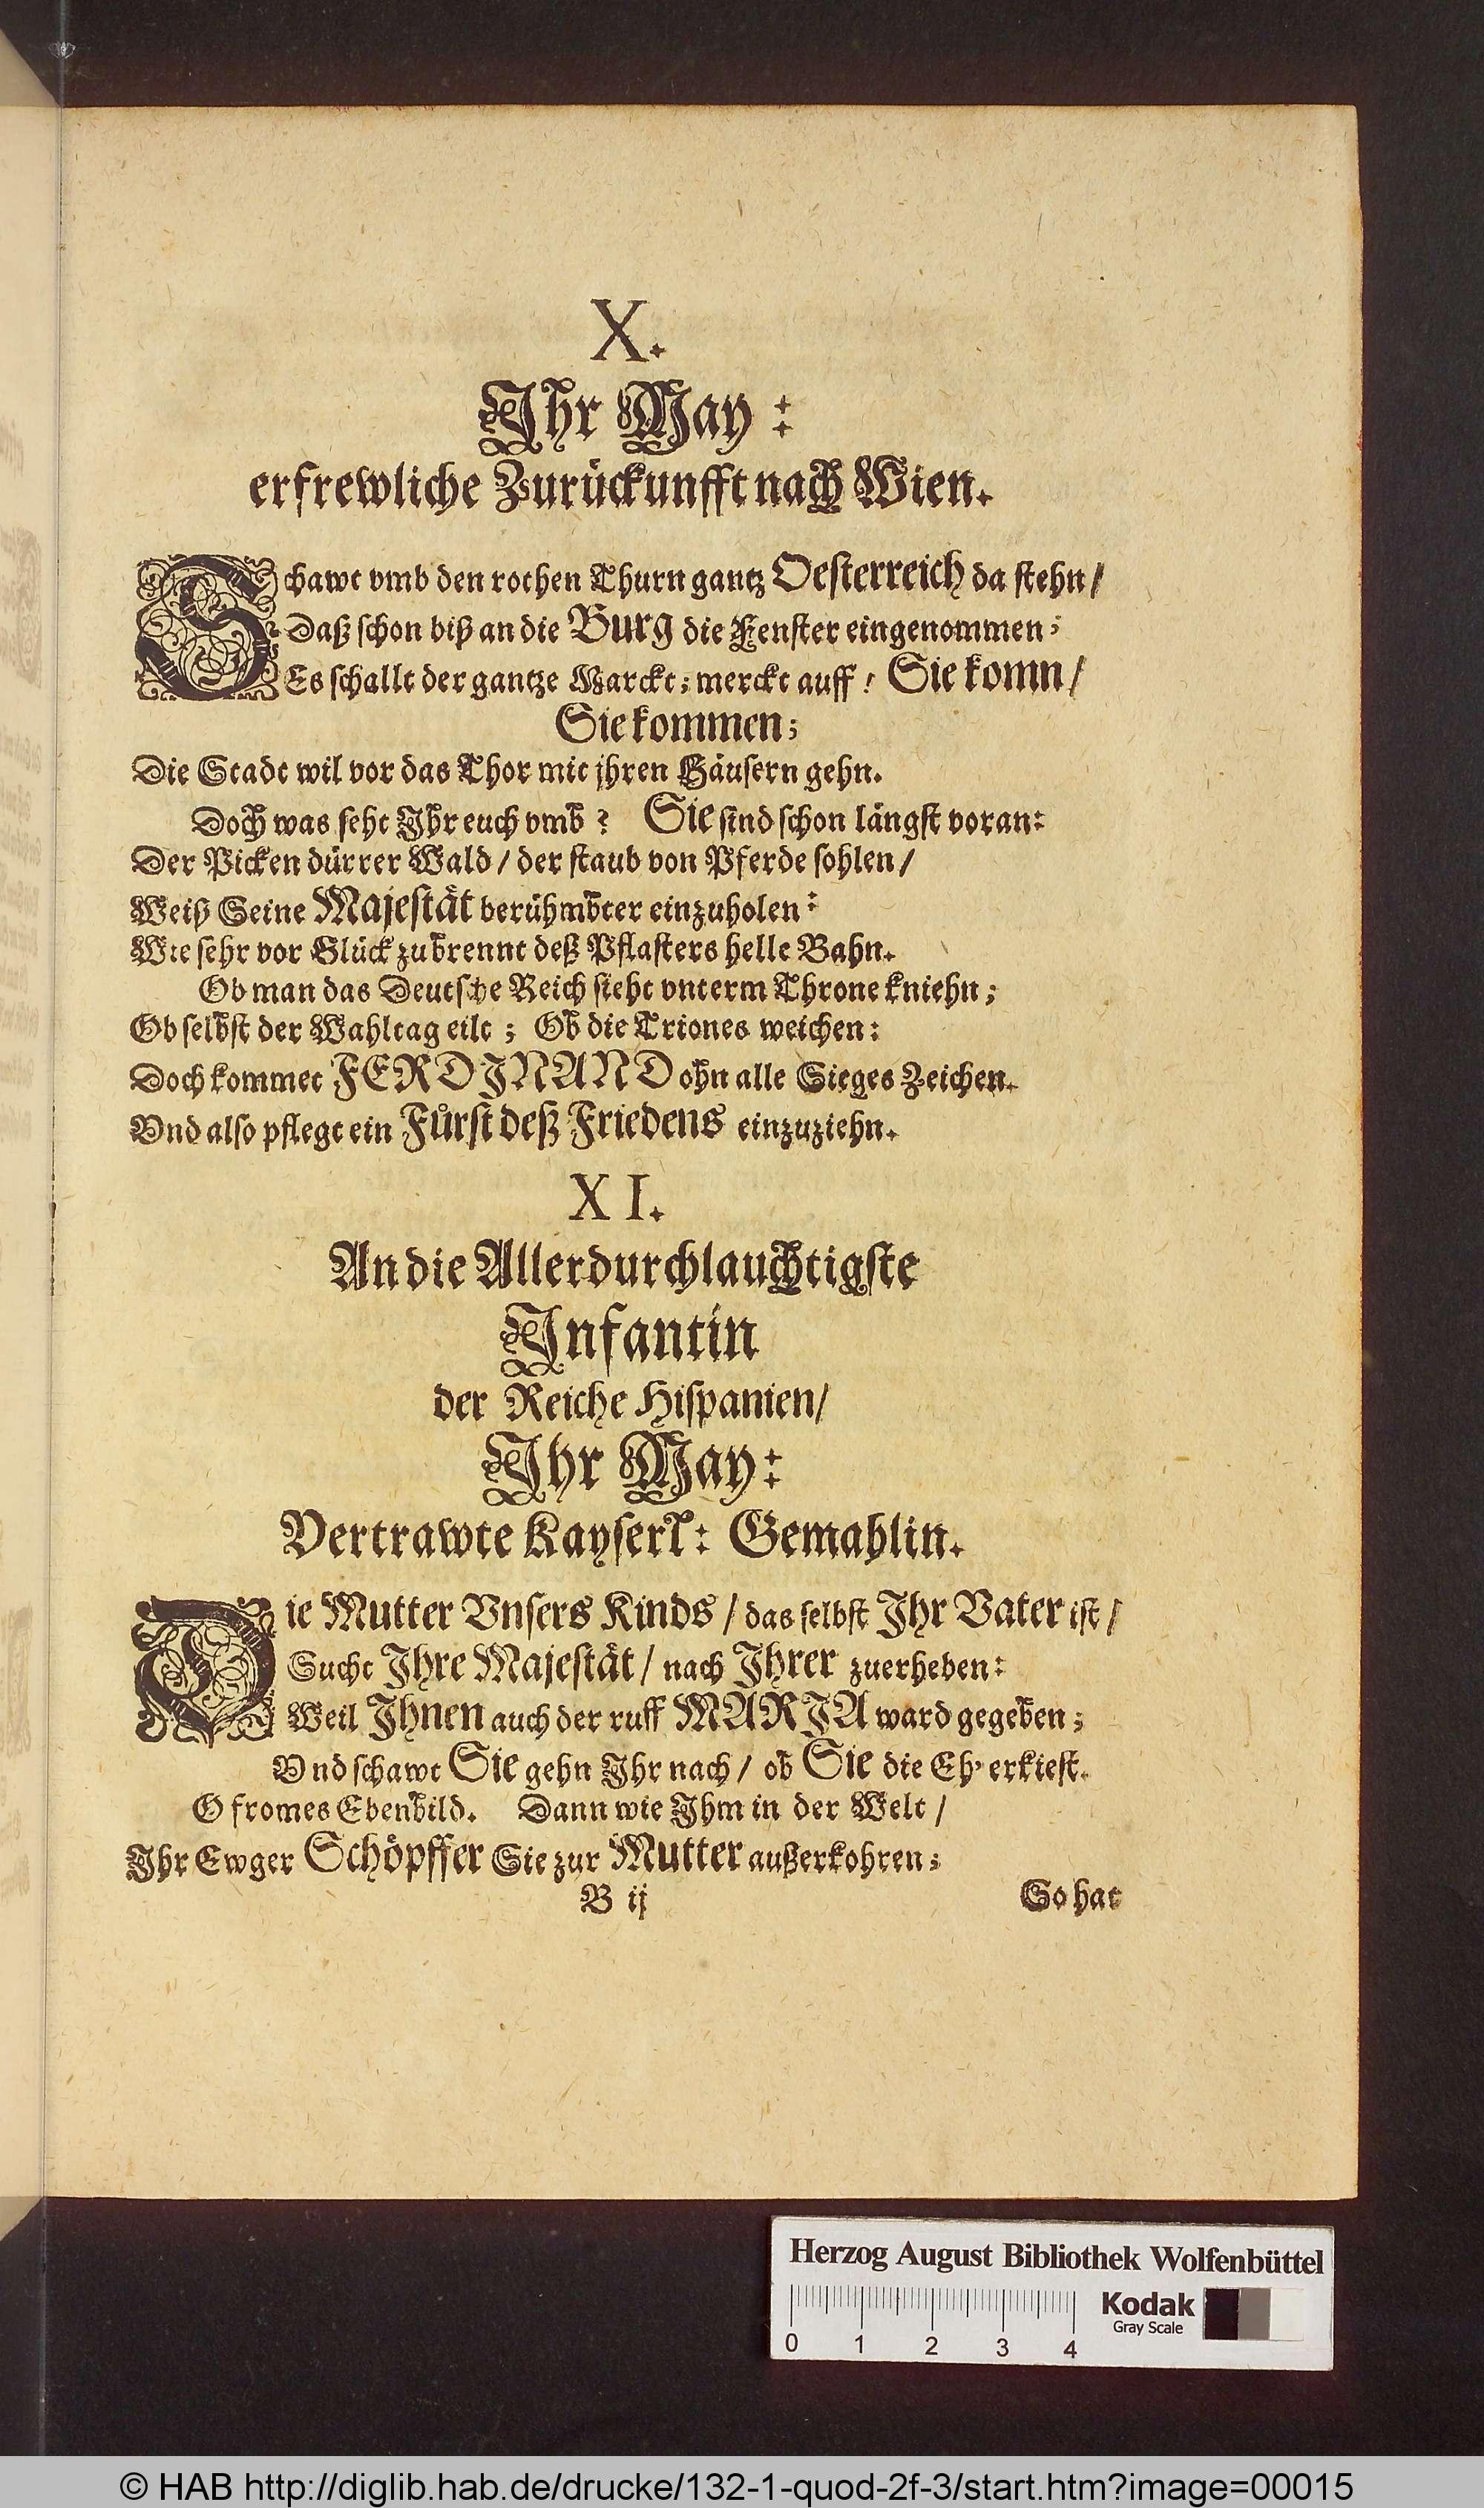 X.
Ihr May:
erfrewliche Zurückunfft nach Wien.
Schawt vmb den rothen Thurn gantz Oesterreich da stehn/
Daß schon biß an die Burg die Fenster eingenommen;
Es schallt der gantze Marckt; merckt auff! Sie komn/
Sie kommen;
Die Stadt wil vor das Thor mit jhren Häusern gehn.
Doch was seht Ihr euch vmb? Sie sind schon längst voran:
Der Picken dürrer Wald/ der staub von Pferde sohlen/
Weiß Seine Majestät berühmbter einzuholen:
Wie sehr vor Glück zubrennt deß Pflasters helle Bahn.
Ob man das Deutsche Reich sieht vnterm Throne kniehn;
Ob selbst der Wahltag eilt; Ob die Triones weichen:
Doch kommet FERDINAND ohn alle Sieges Zeichen.
Vnd also pflegt ein Fürst deß Friedens einzuziehn.
XI.
An die Allerdurchlauchtigste
Infantin
der Reiche Hispanien/
Ihr May:
Vertrawte Kayserl: Gemahlin.
Die Mutter Vnsers Kinds/ das selbst Ihr Vater ist/
Sucht Ihre Majestät/ nach Ihrer zuerheben:
Weil Ihnen auch der ruff MARIA ward gegeben;
Vnd schawt Sie gehn Ihr nach/ ob Sie die Eh' erkiest.
O fromes Ebenbild. Dann wie Ihm in der Welt/
Ihr Ewger Schöpffer Sie zur Mutter außerkohren;
B ij
So hat
Herzog August Bibliothek Wolfenbüttel
Kodak
Gray Scale
0 1 2 3 4
© HAB http://diglib.hab.de/drucke/132-1-quod-2f-3/start.htm?image=00015